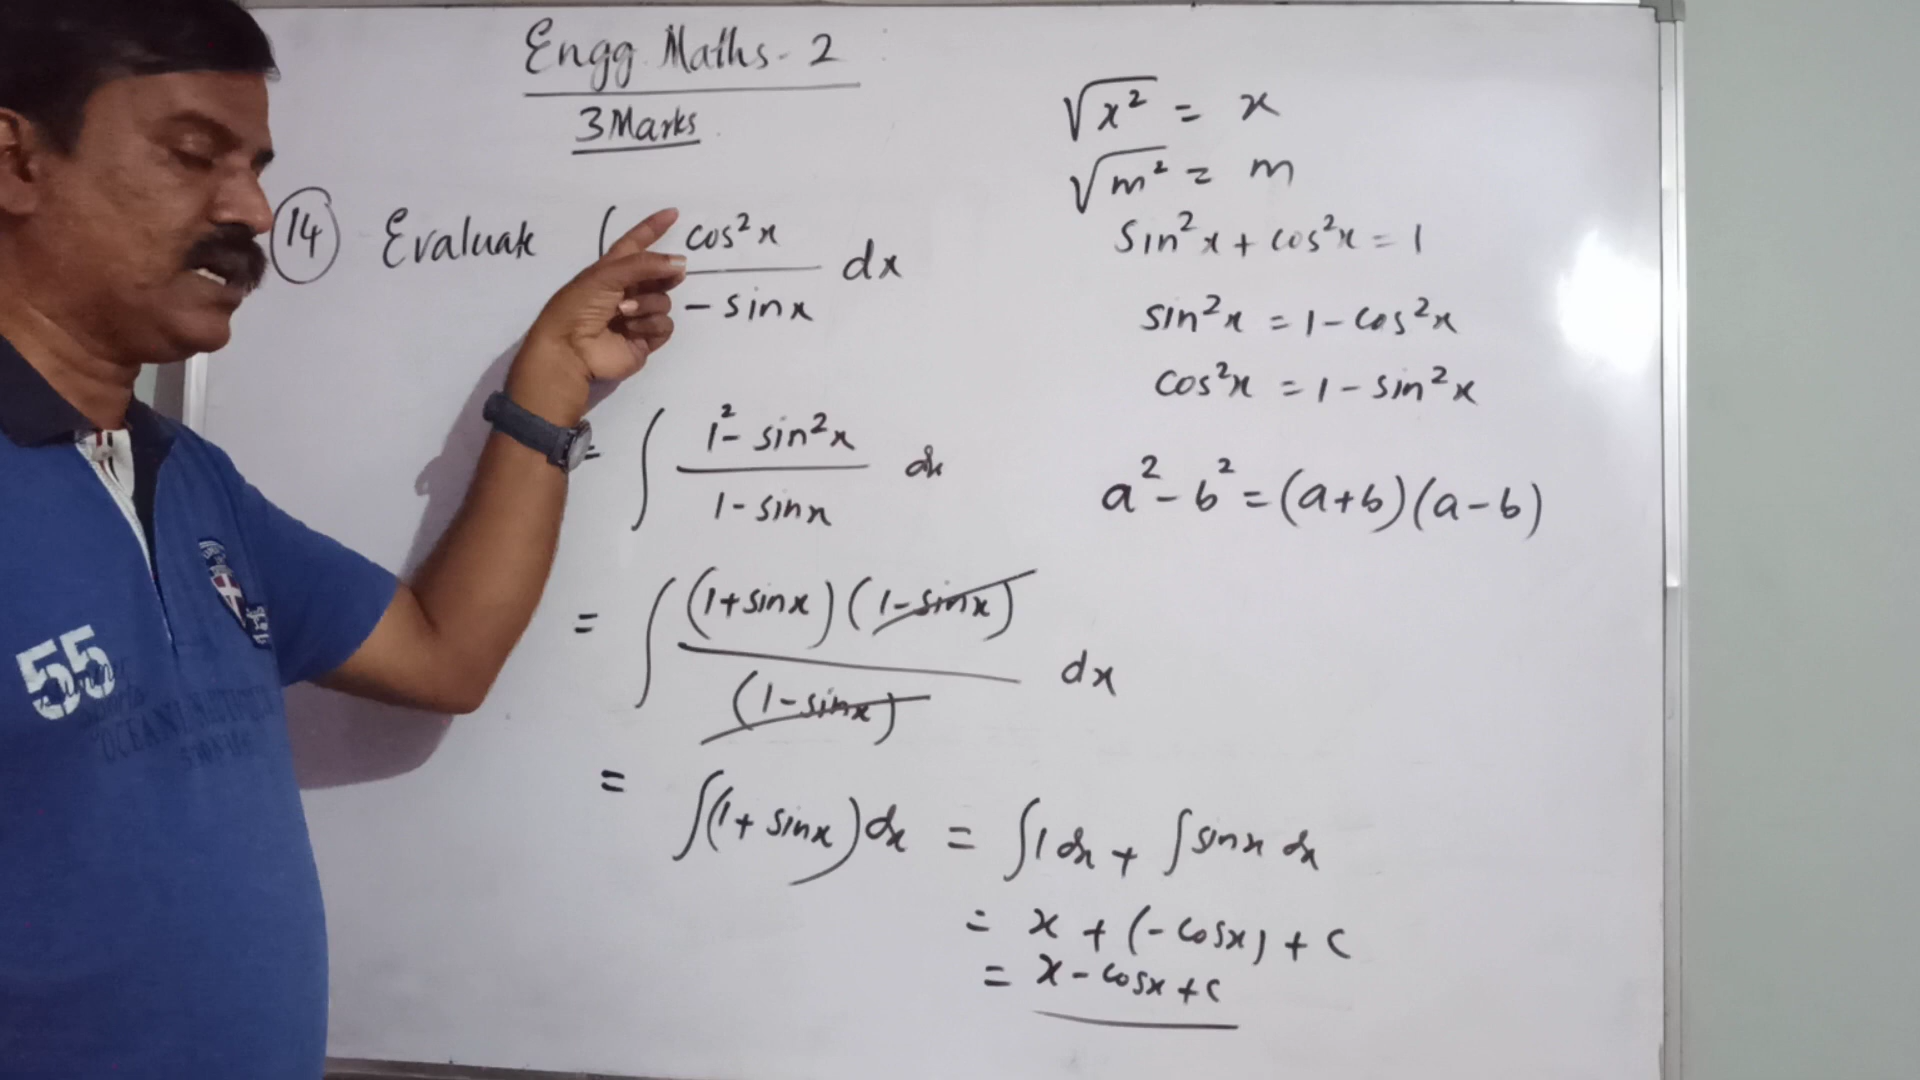 Engg Maths - 2
3 Marks
14 Evaluate ∫ cos²x / - sinx dx
= ∫ 1² - sin²x / 1 - sinx dx
= ∫ (1+sinx)(1-sinx) / (1-sinx) dx
= ∫(1+sinx)dx = ∫1dx + ∫sinx dx
= x + (-cosx) + c
= x - cosx + c
√x² = x
√m² = m
Sin²x + cos²x = 1
sin²x = 1 - cos²x
cos²x = 1 - sin²x
a² - b² = (a+b)(a-b)
55